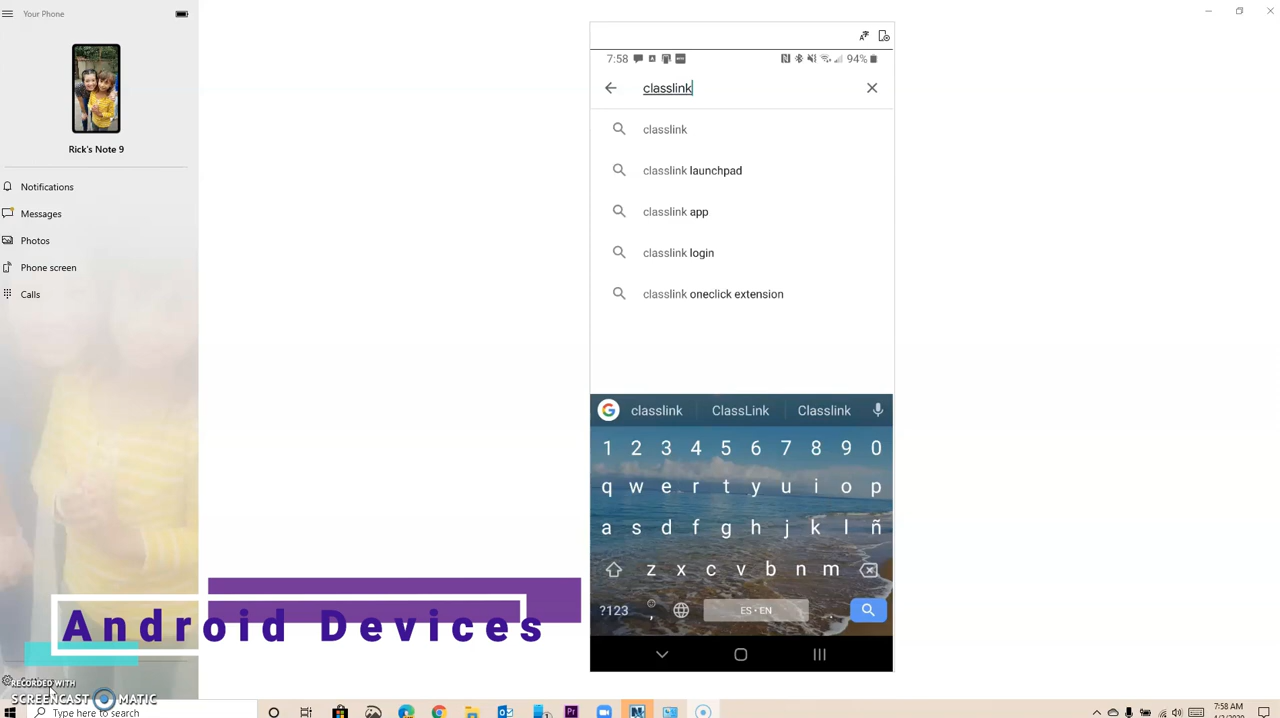 Your Phone
Rick's Note 9
Notifications
Messages
Photos
Phone screen
Calls
7:58
94%
classlink
classlink
classlink launchpad
classlink app
classlink login
classlink oneclick extension
classlink ClassLink Classlink
1 2 3 4 5 6 7 8 9 0
q w e r t y u i o p
a s d f g h j k l ñ
z x c v b n m
?123 , ES • EN .
Android Devices
RECORDED WITH
SCREENCAST MATIC
Type here to search
7:58 AM